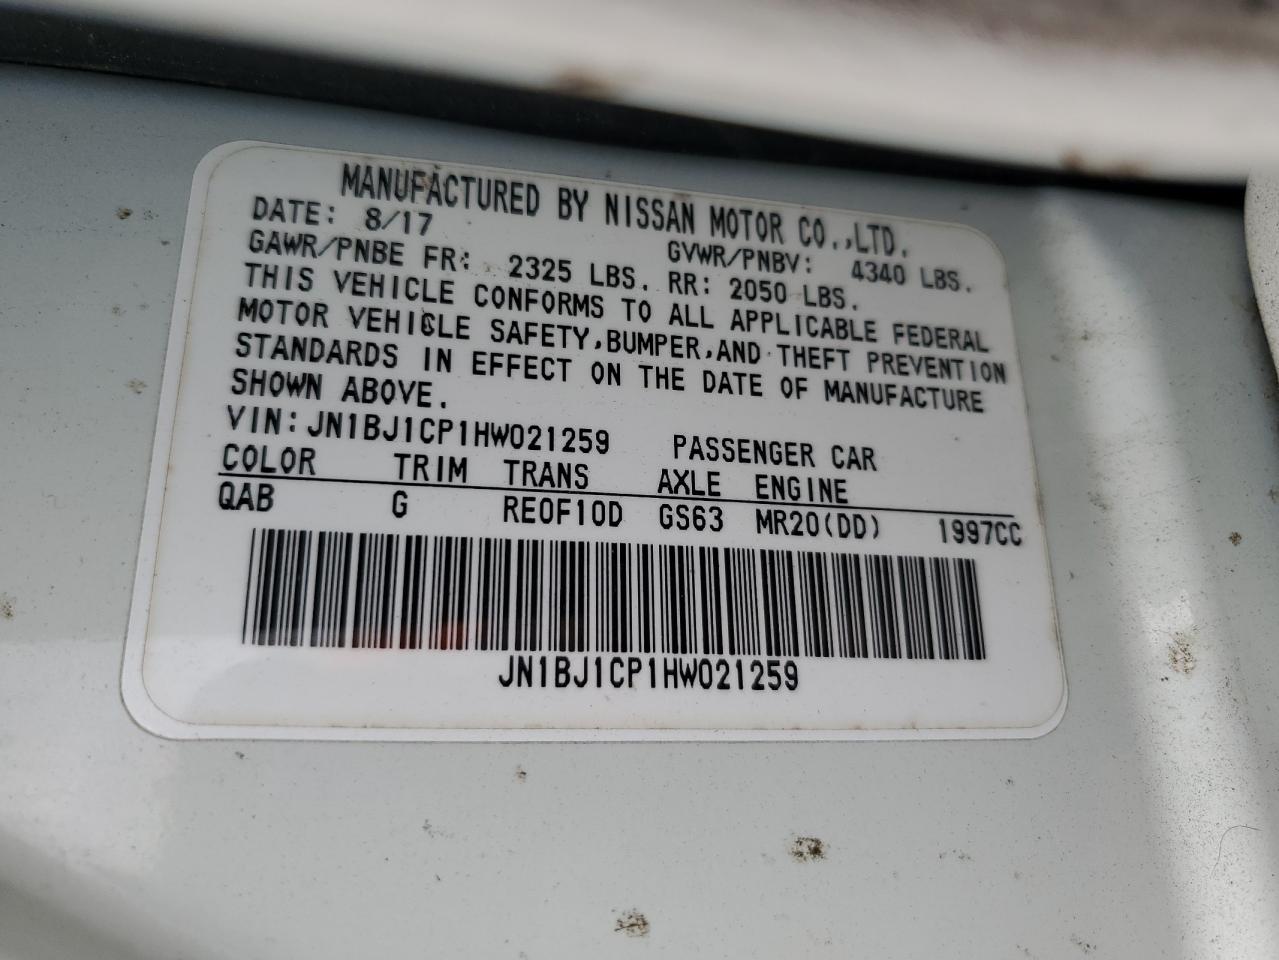 MANUFACTURED BY NISSAN MOTOR CO.,LTD.
DATE: 8/17 GVWR/PNBV: 4340 LBS.
GAWR/PNBE FR: 2325 LBS. RR: 2050 LBS.
THIS VEHICLE CONFORMS TO ALL APPLICABLE FEDERAL
MOTOR VEHICLE SAFETY,BUMPER,AND THEFT PREVENTION
STANDARDS IN EFFECT ON THE DATE OF MANUFACTURE
SHOWN ABOVE.
VIN:JN1BJ1CP1HW021259 PASSENGER CAR
COLOR TRIM TRANS AXLE ENGINE
QAB G RE0F10D GS63 MR20(DD) 1997CC
JN1BJ1CP1HW021259